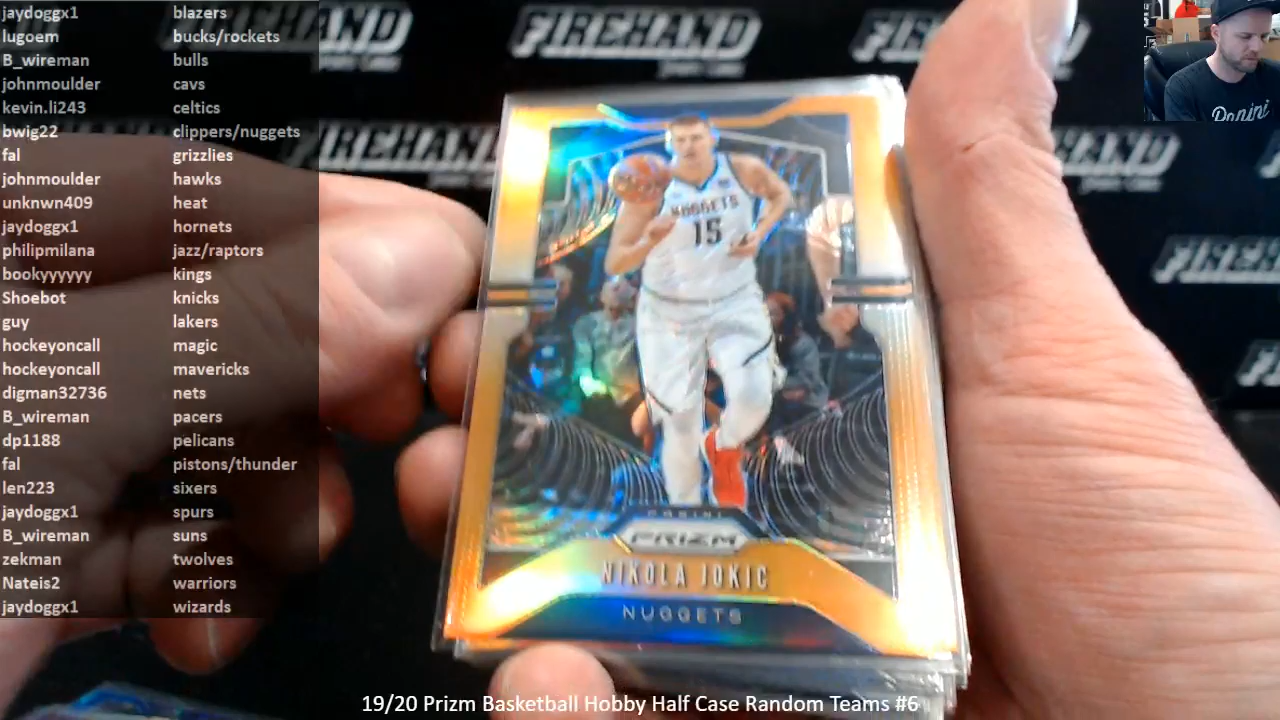 jaydoggx1 blazers
lugoem bucks/rockets
B_wireman bulls
johnmoulder cavs
kevin.li243 celtics
bwig22 clippers/nuggets
fal grizzlies
johnmoulder hawks
unknwn409 heat
jaydoggx1 hornets
philipmilana jazz/raptors
bookyyyyyy kings
Shoebot knicks
guy lakers
hockeyoncall magic
hockeyoncall mavericks
digman32736 nets
B_wireman pacers
dp1188 pelicans
fal pistons/thunder
len223 sixers
jaydoggx1 spurs
B_wireman suns
zekman twolves
Nateis2 warriors
jaydoggx1 wizards
FIREHAND
FIREHAND
Panini
NUGGETS
15
PANINI
PRIZM
NIKOLA JOKIC
NUGGETS
19/20 Prizm Basketball Hobby Half Case Random Teams #6